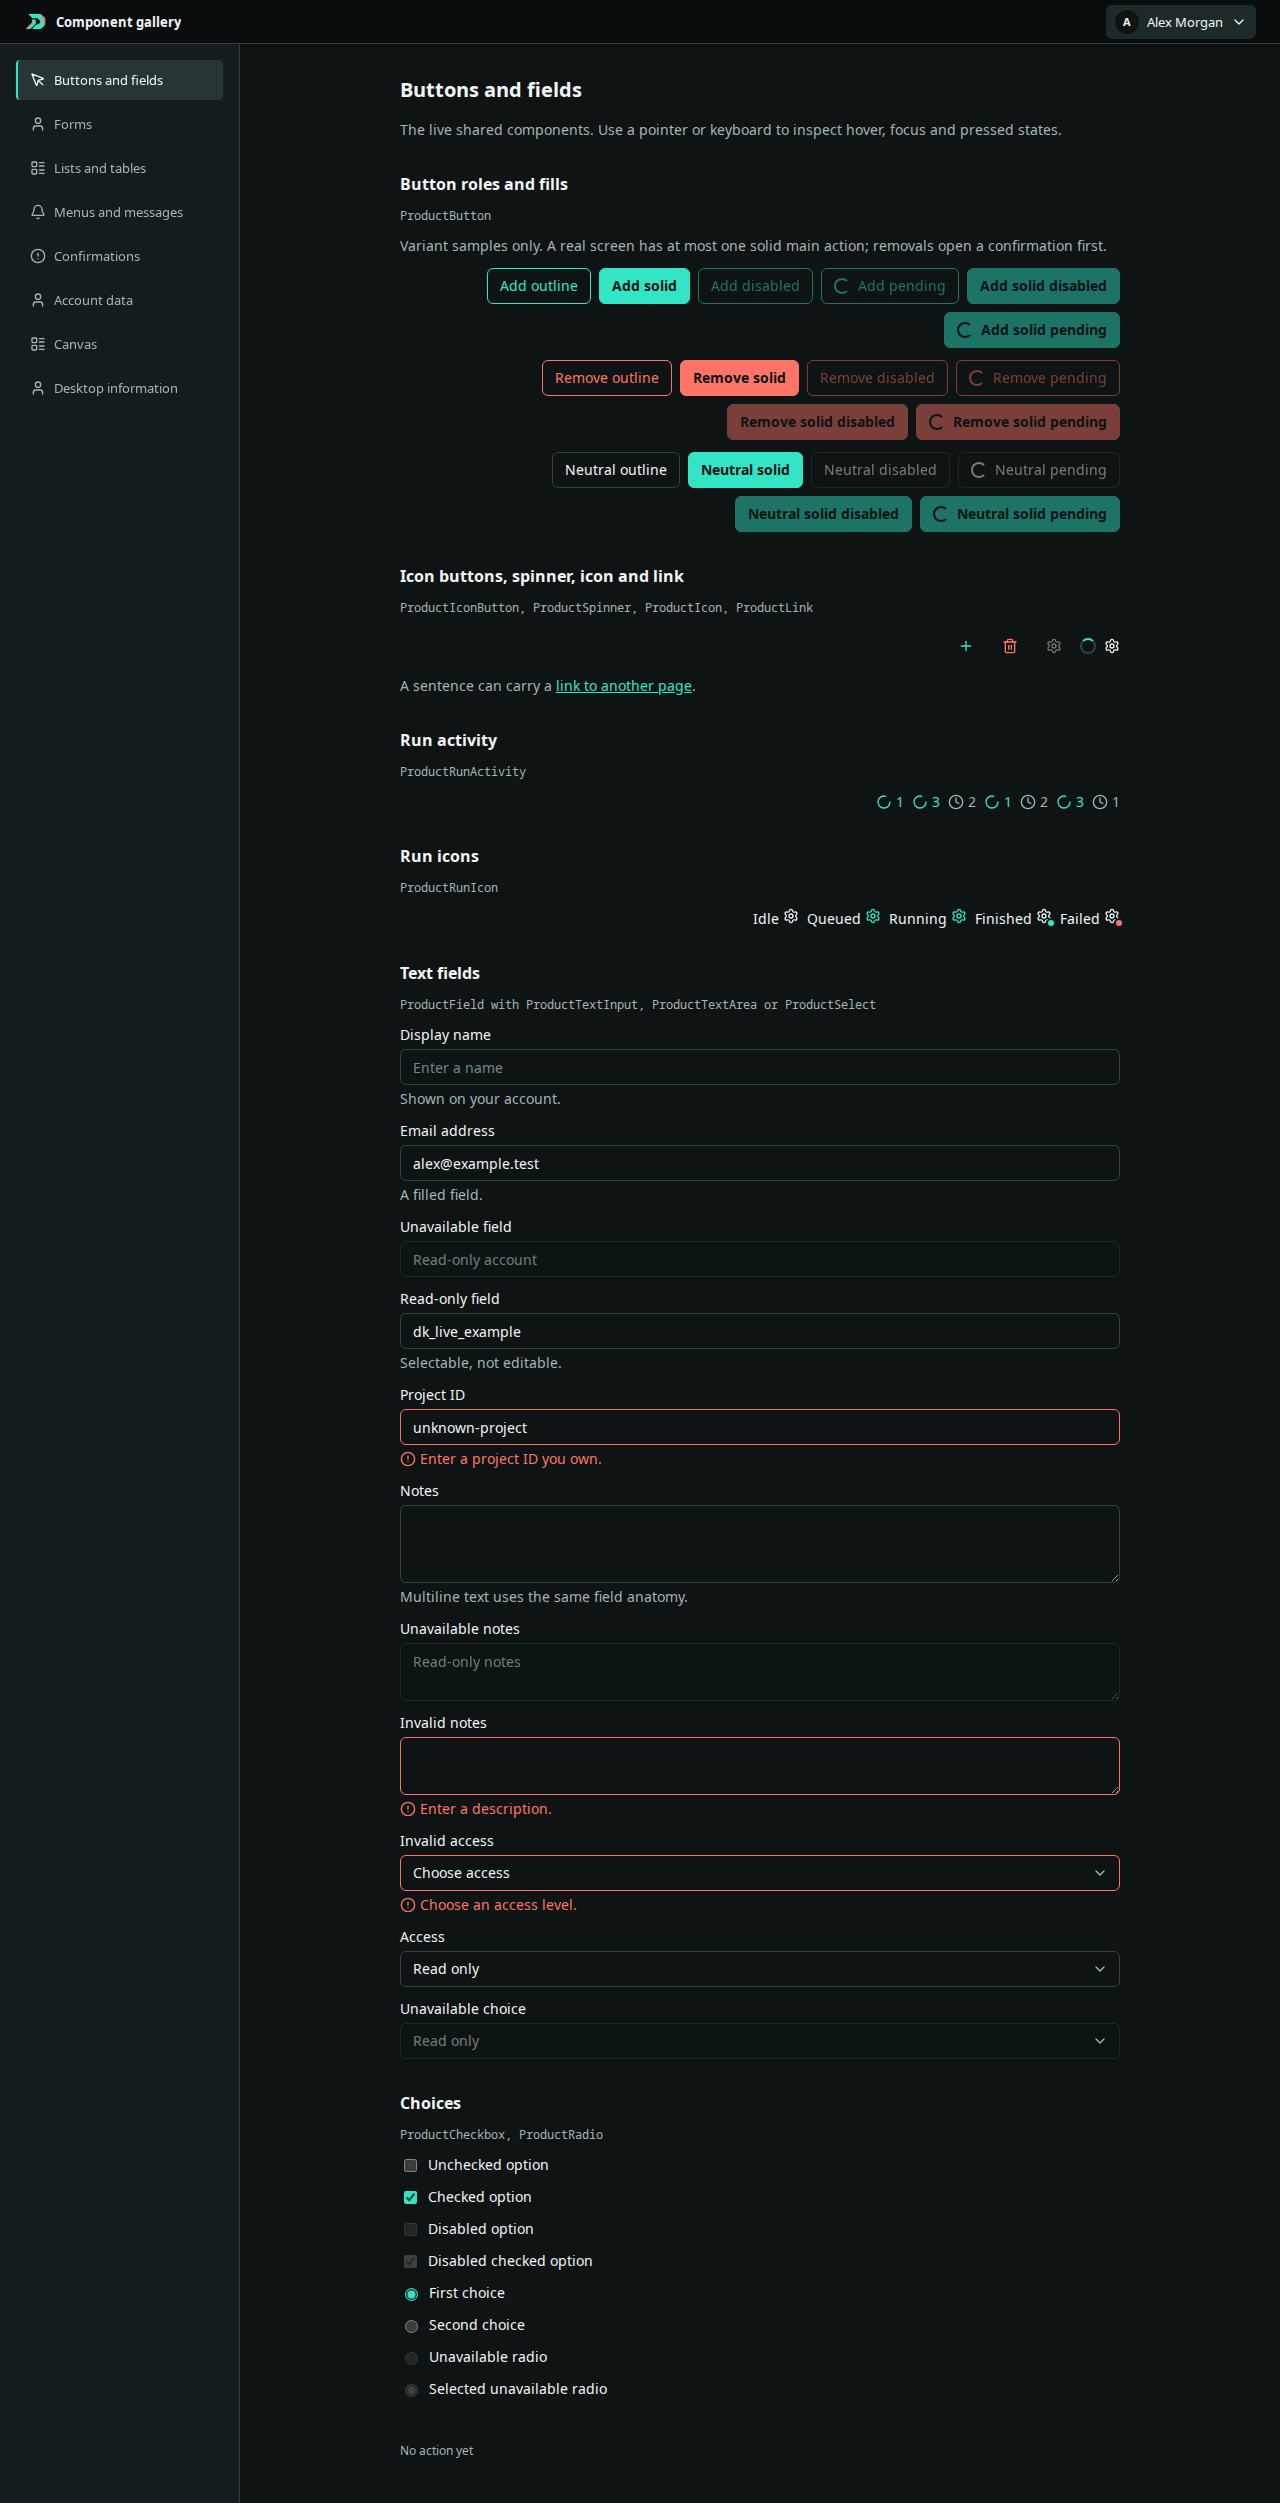 Component gallery
A Alex Morgan
Buttons and fields
Forms
Lists and tables
Menus and messages
Confirmations
Account data
Canvas
Desktop information
Buttons and fields
The live shared components. Use a pointer or keyboard to inspect hover, focus and pressed states.
Button roles and fills
ProductButton
Variant samples only. A real screen has at most one solid main action; removals open a confirmation first.
Add outline Add solid Add disabled Add pending Add solid disabled
Add solid pending
Remove outline Remove solid Remove disabled Remove pending
Remove solid disabled Remove solid pending
Neutral outline Neutral solid Neutral disabled Neutral pending
Neutral solid disabled Neutral solid pending
Icon buttons, spinner, icon and link
ProductIconButton, ProductSpinner, ProductIcon, ProductLink
A sentence can carry a link to another page.
Run activity
ProductRunActivity
1 3 2 1 2 3 1
Run icons
ProductRunIcon
Idle Queued Running Finished Failed
Text fields
ProductField with ProductTextInput, ProductTextArea or ProductSelect
Display name
Enter a name
Shown on your account.
Email address
alex@example.test
A filled field.
Unavailable field
Read-only account
Read-only field
dk_live_example
Selectable, not editable.
Project ID
unknown-project
Enter a project ID you own.
Notes
Multiline text uses the same field anatomy.
Unavailable notes
Read-only notes
Invalid notes
Enter a description.
Invalid access
Choose access
Choose an access level.
Access
Read only
Unavailable choice
Read only
Choices
ProductCheckbox, ProductRadio
Unchecked option
Checked option
Disabled option
Disabled checked option
First choice
Second choice
Unavailable radio
Selected unavailable radio
No action yet